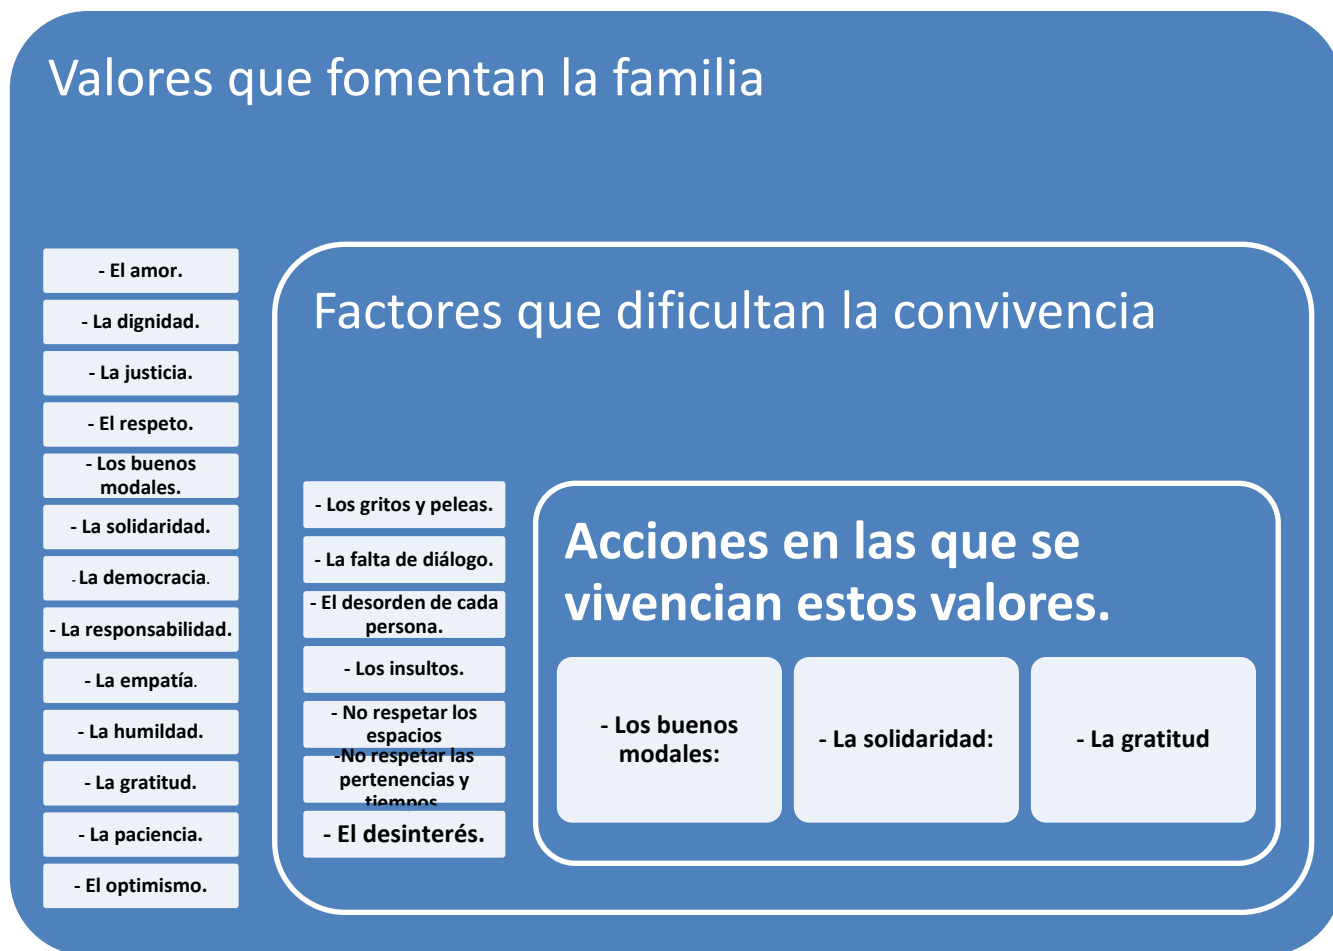 Valores que fomentan la familia
- El amor.
- La dignidad.
- La justicia.
- El respeto.
- Los buenos
modales.
- La solidaridad.
- La democracia.
- La responsabilidad.
- La empatía.
- La humildad.
- La gratitud.
- La paciencia.
- El optimismo.
Factores que dificultan la convivencia
- Los gritos y peleas.
- La falta de diálogo.
- El desorden de cada
persona.
- Los insultos.
- No respetar los
espacios
-No respetar las
pertenencias y
tiempos
- El desinterés.
Acciones en las que se
vivencian estos valores.
- Los buenos
modales:
- La solidaridad:
- La gratitud